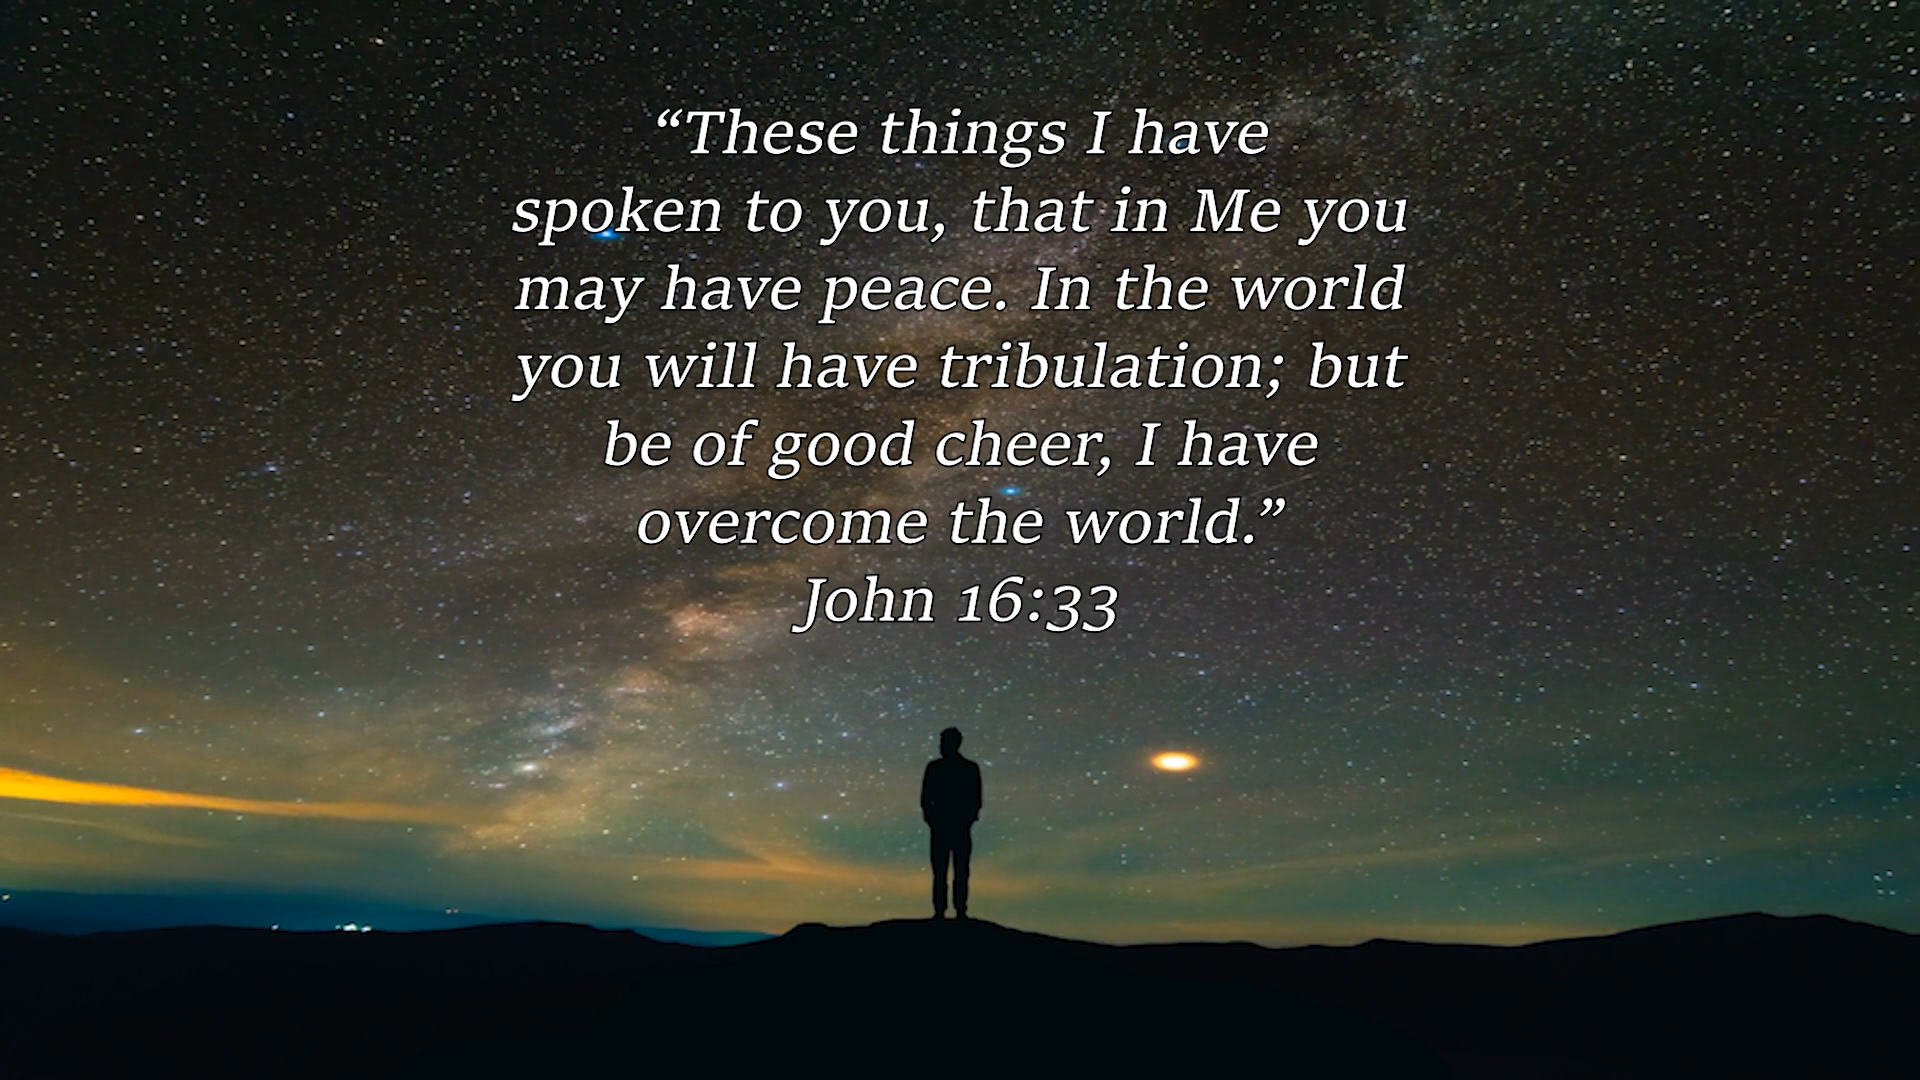 “These things I have
spoken to you, that in Me you
may have peace. In the world
you will have tribulation; but
be of good cheer, I have
overcome the world.”
John 16:33